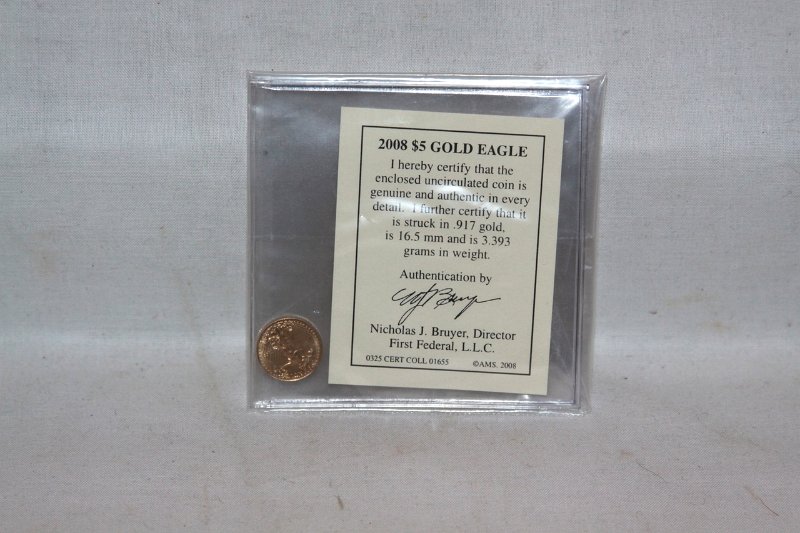 2008 $5 GOLD EAGLE
I hereby certify that the
enclosed uncirculated coin is
genuine and authentic in every
detail. I further certify that it
is struck in .917 gold,
is 16.5 mm and is 3.393
grams in weight.
Authentication by
Nicholas J. Bruyer, Director
First Federal, L.L.C.
0325 CERT COLL 01655 ©AMS. 2008